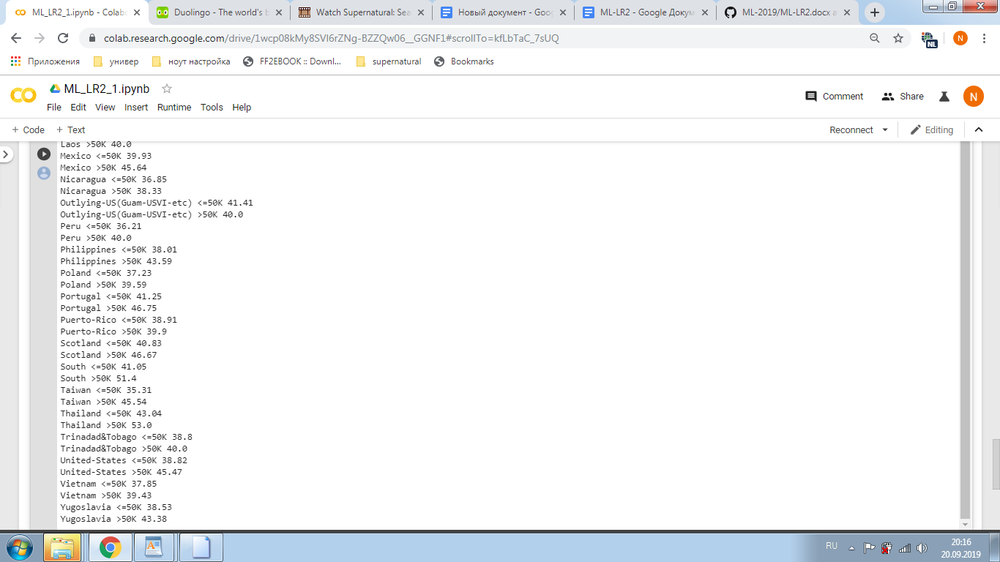 ML_LR2_1.ipynb - Colabo
Duolingo - The world's b
Watch Supernatural: Sea
Новый документ - Goog
ML-LR2 - Google Докум
ML-2019/ML-LR2.docx a
colab.research.google.com/drive/1wcp08kMy8SVI6rZNg-BZZQw06__GGNF1#scrollTo=kfLbTaC_7sUQ
NL
N
Приложения
универ
ноут настройка
FF2EBOOK :: Downl...
supernatural
Bookmarks
ML_LR2_1.ipynb
File Edit View Insert Runtime Tools Help
Comment
Share
N
+ Code + Text
Reconnect
Editing
Laos >50K 40.0
Mexico <=50K 39.93
Mexico >50K 45.64
Nicaragua <=50K 36.85
Nicaragua >50K 38.33
Outlying-US(Guam-USVI-etc) <=50K 41.41
Outlying-US(Guam-USVI-etc) >50K 40.0
Peru <=50K 36.21
Peru >50K 40.0
Philippines <=50K 38.01
Philippines >50K 43.59
Poland <=50K 37.23
Poland >50K 39.59
Portugal <=50K 41.25
Portugal >50K 46.75
Puerto-Rico <=50K 38.91
Puerto-Rico >50K 39.9
Scotland <=50K 40.83
Scotland >50K 46.67
South <=50K 41.05
South >50K 51.4
Taiwan <=50K 35.31
Taiwan >50K 45.54
Thailand <=50K 43.04
Thailand >50K 53.0
Trinadad&Tobago <=50K 38.8
Trinadad&Tobago >50K 40.0
United-States <=50K 38.82
United-States >50K 45.47
Vietnam <=50K 37.85
Vietnam >50K 39.43
Yugoslavia <=50K 38.53
Yugoslavia >50K 43.38
RU
20:16
20.09.2019